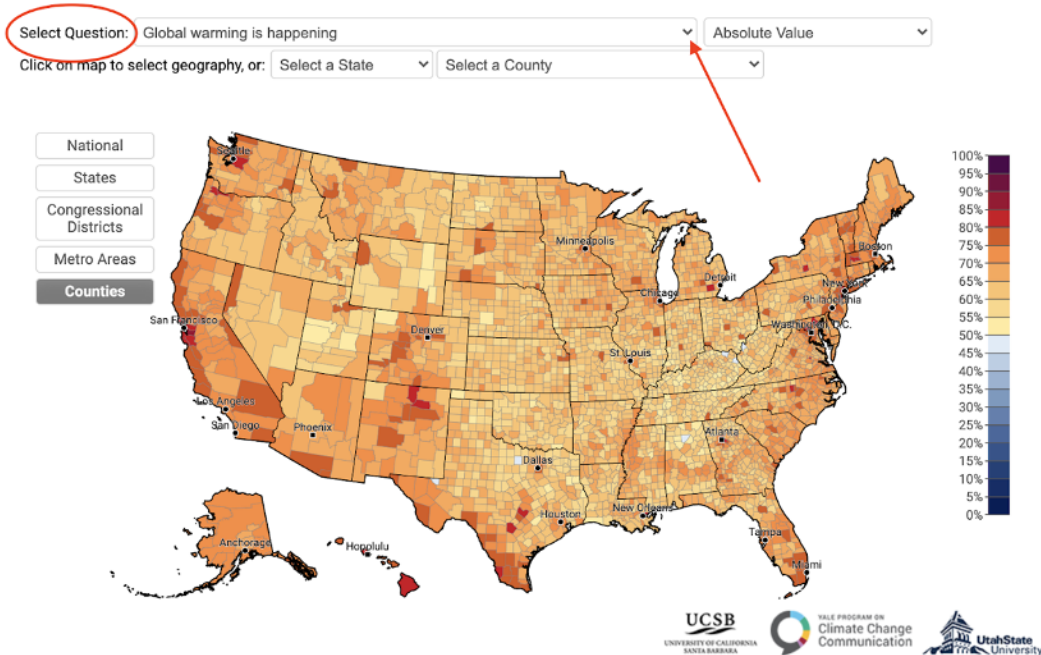 Select Question: Global warming is happening Absolute Value
Click on map to select geography, or: Select a State Select a County
National
States
Congressional
Districts
Metro Areas
Counties
Seattle
Minneapolis
Boston
Detroit
New York
Chicago
Philadelphia
San Francisco
Denver
Washington, D.C.
St. Louis
Los Angeles
San Diego
Phoenix
Atlanta
Dallas
Houston
New Orleans
Tampa
Anchorage
Honolulu
Miami
100%
95%
90%
85%
80%
75%
70%
65%
60%
55%
50%
45%
40%
35%
30%
25%
20%
15%
10%
5%
0%
UCSB
UNIVERSITY OF CALIFORNIA
SANTA BARBARA
YALE PROGRAM ON
Climate Change
Communication
UtahState
University